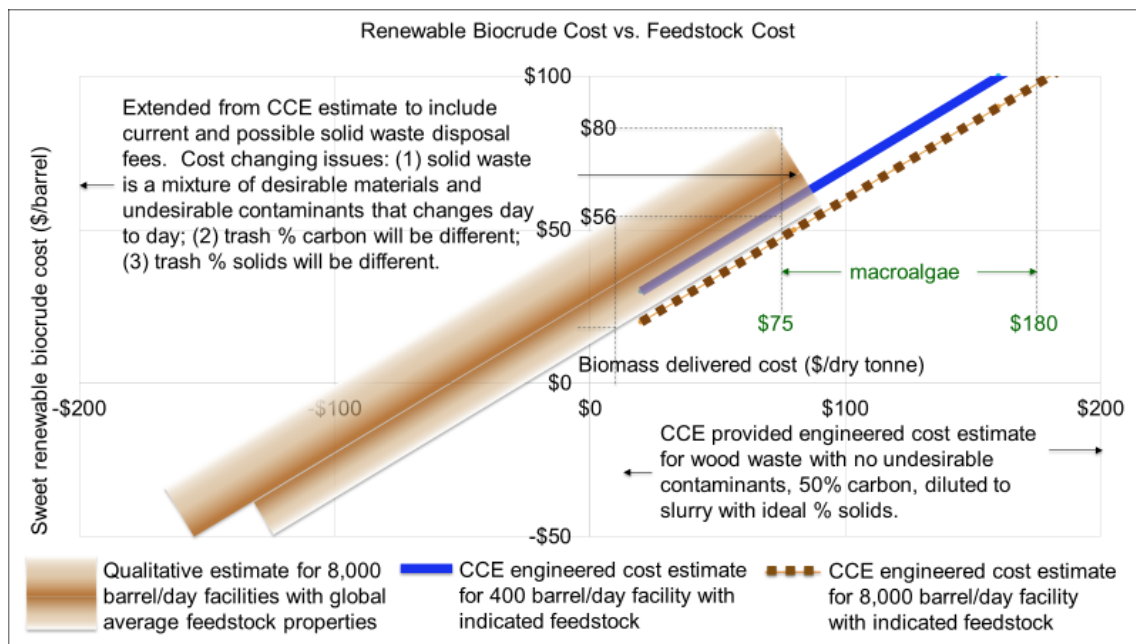 Renewable Biocrude Cost vs. Feedstock Cost
Sweet renewable biocrude cost ($/barrel)
$100
Extended from CCE estimate to include
current and possible solid waste disposal
fees. Cost changing issues: (1) solid waste
is a mixture of desirable materials and
undesirable contaminants that changes day
to day; (2) trash % carbon will be different;
(3) trash % solids will be different.
$80
$56
$50
macroalgae
$75
$180
Biomass delivered cost ($/dry tonne)
$0
-$200
-$100
$0
$100
$200
CCE provided engineered cost estimate
for wood waste with no undesirable
contaminants, 50% carbon, diluted to
slurry with ideal % solids.
-$50
Qualitative estimate for 8,000
barrel/day facilities with global
average feedstock properties
CCE engineered cost estimate
for 400 barrel/day facility with
indicated feedstock
CCE engineered cost estimate
for 8,000 barrel/day facility
with indicated feedstock